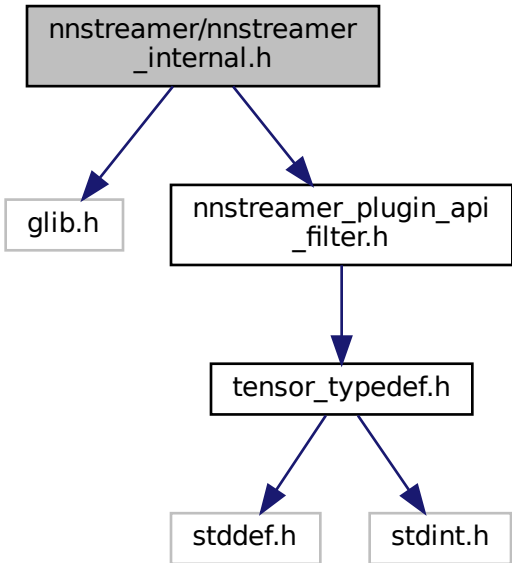 nnstreamer/nnstreamer
_internal.h
glib.h
nnstreamer_plugin_api
_filter.h
tensor_typedef.h
stddef.h
stdint.h